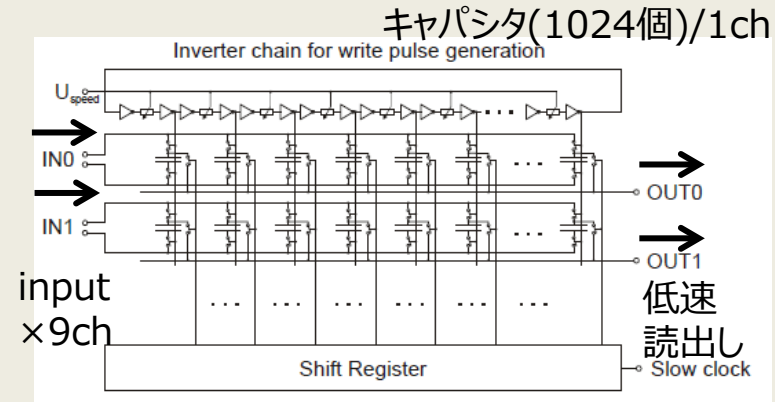 キャパシタ(1024個)/1ch
Inverter chain for write pulse generation
Uspeed
IN0
OUT0
IN1
OUT1
input
×9ch
低速
読出し
Shift Register
Slow clock